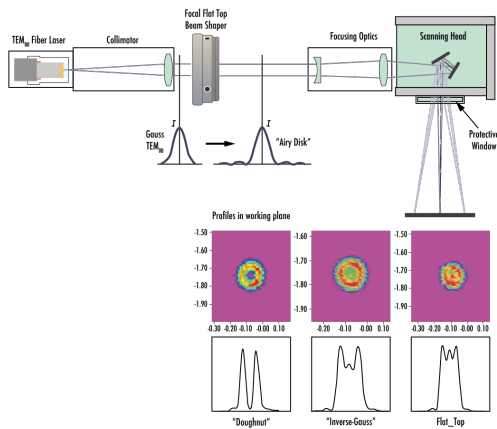 TEM00 Fiber Laser
Collimator
Focal Flat Top
Beam Shaper
Focusing Optics
Scanning Head
I
I
Gauss
TEM00
"Airy Disk"
Protective
Window
Profiles in working plane
-1.50
-1.60
-1.70
-1.80
-1.90
-0.30 -0.20 -0.10 -0.00 0.10
-1.60
-1.70
-1.80
-1.90
-0.20 -0.10 -0.00 0.10
-1.50
-1.60
-1.70
-1.80
-1.90
-0.30 -0.20 -0.10 -0.00 0.10
"Doughnut"
"Inverse-Gauss"
Flat_Top